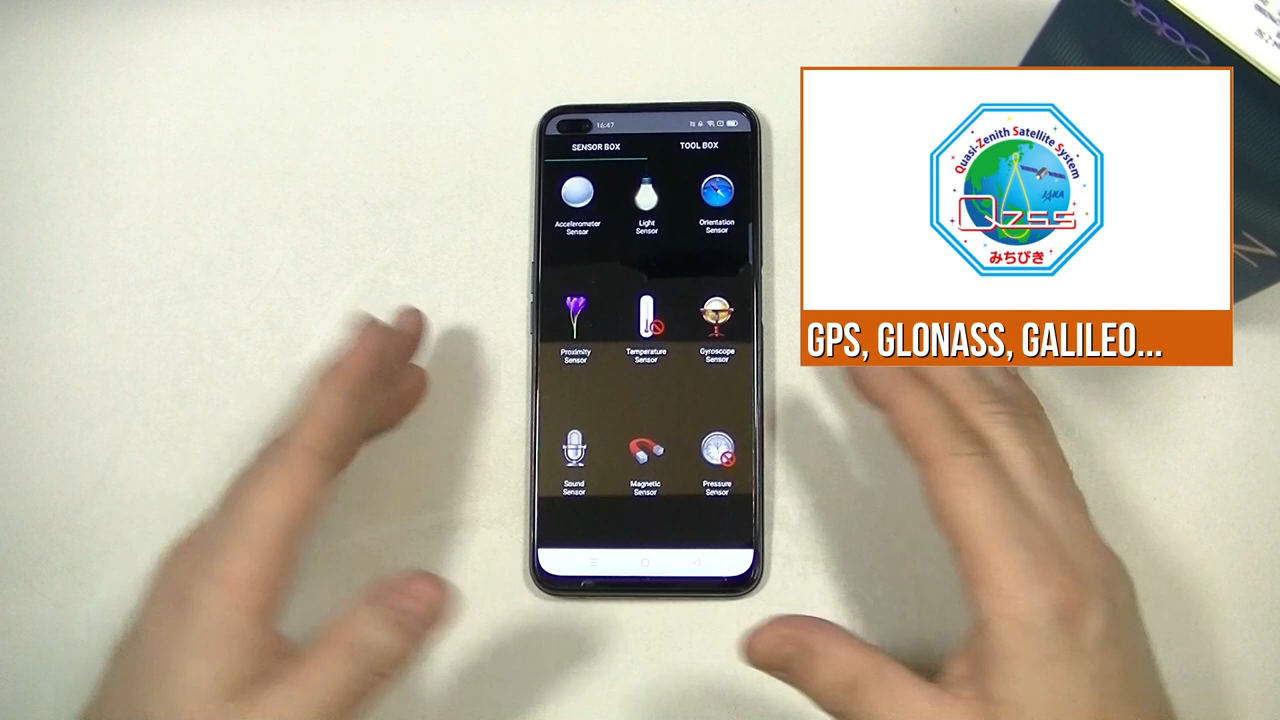 oppo
16:47
SENSOR BOX
TOOL BOX
Accelerometer
Sensor
Light
Sensor
Orientation
Sensor
Proximity
Sensor
Temperature
Sensor
Gyroscope
Sensor
Sound
Sensor
Magnetic
Sensor
Pressure
Sensor
Quasi-Zenith Satellite System
JAXA
QZSS
みちびき
GPS, GLONASS, GALILEO...